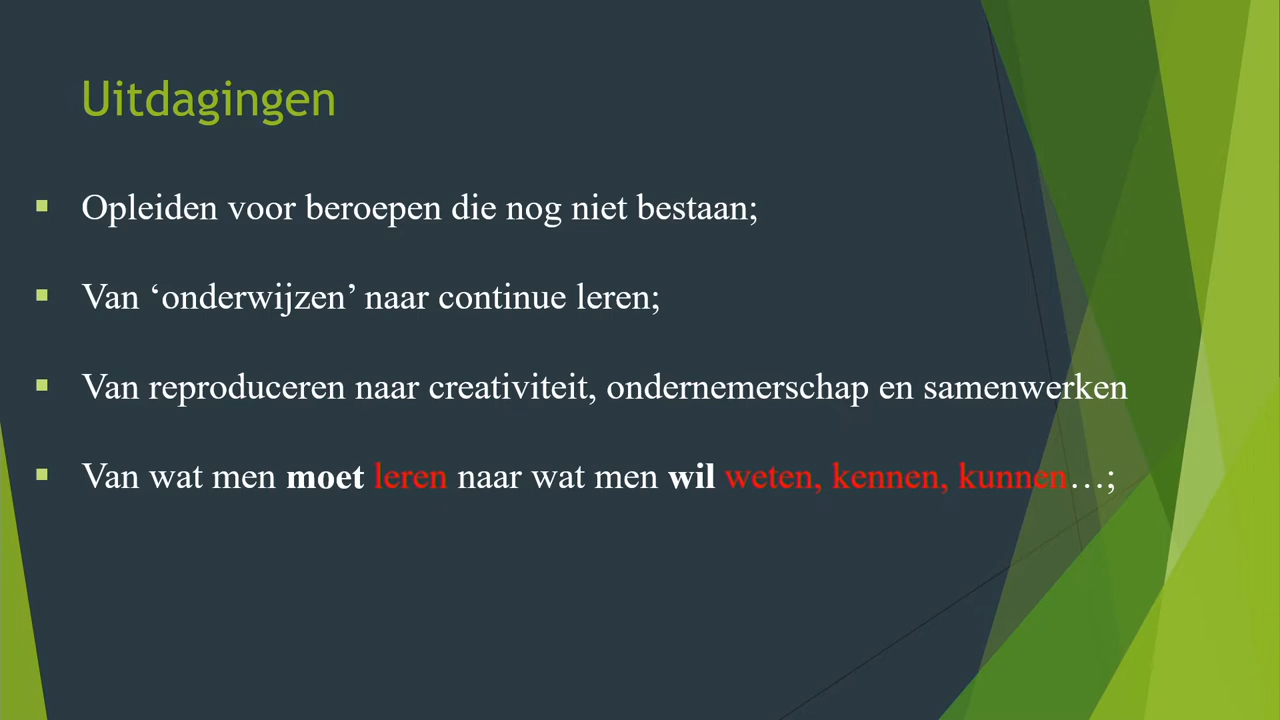 Uitdagingen
Opleiden voor beroepen die nog niet bestaan;
Van ‘onderwijzen’ naar continue leren;
Van reproduceren naar creativiteit, ondernemerschap en samenwerken
Van wat men moet leren naar wat men wil weten, kennen, kunnen…;